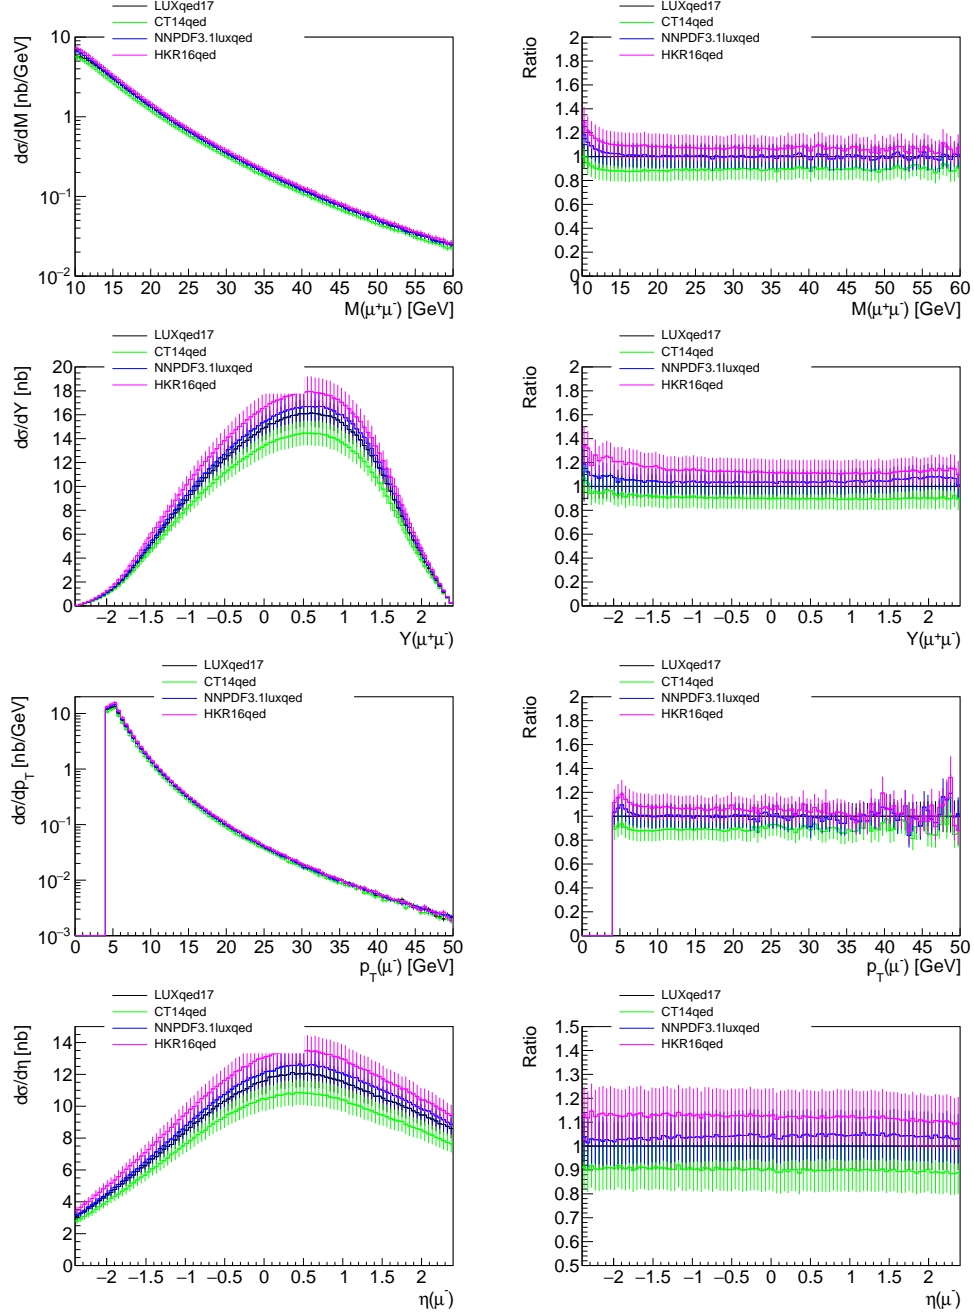 LUXqed17
CT14qed
NNPDF3.1luxqed
HKR16qed
dσ/dM [nb/GeV]
10
1
10⁻¹
10⁻²
10 15 20 25 30 35 40 45 50 55 60
M(μ⁺μ⁻) [GeV]
LUXqed17
CT14qed
NNPDF3.1luxqed
HKR16qed
Ratio
2
1.8
1.6
1.4
1.2
1
0.8
0.6
0.4
0.2
0
10 15 20 25 30 35 40 45 50 55 60
M(μ⁺μ⁻) [GeV]
LUXqed17
CT14qed
NNPDF3.1luxqed
HKR16qed
dσ/dY [nb]
20
18
16
14
12
10
8
6
4
2
0
−2 −1.5 −1 −0.5 0 0.5 1 1.5 2
Y(μ⁺μ⁻)
LUXqed17
CT14qed
NNPDF3.1luxqed
HKR16qed
Ratio
2
1.8
1.6
1.4
1.2
1
0.8
0.6
0.4
0.2
0
−2 −1.5 −1 −0.5 0 0.5 1 1.5 2
Y(μ⁺μ⁻)
LUXqed17
CT14qed
NNPDF3.1luxqed
HKR16qed
dσ/dp_T [nb/GeV]
10
1
10⁻¹
10⁻²
10⁻³
0 5 10 15 20 25 30 35 40 45 50
p_T(μ⁻) [GeV]
LUXqed17
CT14qed
NNPDF3.1luxqed
HKR16qed
Ratio
2
1.8
1.6
1.4
1.2
1
0.8
0.6
0.4
0.2
0
0 5 10 15 20 25 30 35 40 45 50
p_T(μ⁻) [GeV]
LUXqed17
CT14qed
NNPDF3.1luxqed
HKR16qed
dσ/dη [nb]
14
12
10
8
6
4
2
0
−2 −1.5 −1 −0.5 0 0.5 1 1.5 2
η(μ⁻)
LUXqed17
CT14qed
NNPDF3.1luxqed
HKR16qed
Ratio
1.5
1.4
1.3
1.2
1.1
1
0.9
0.8
0.7
0.6
0.5
−2 −1.5 −1 −0.5 0 0.5 1 1.5 2
η(μ⁻)